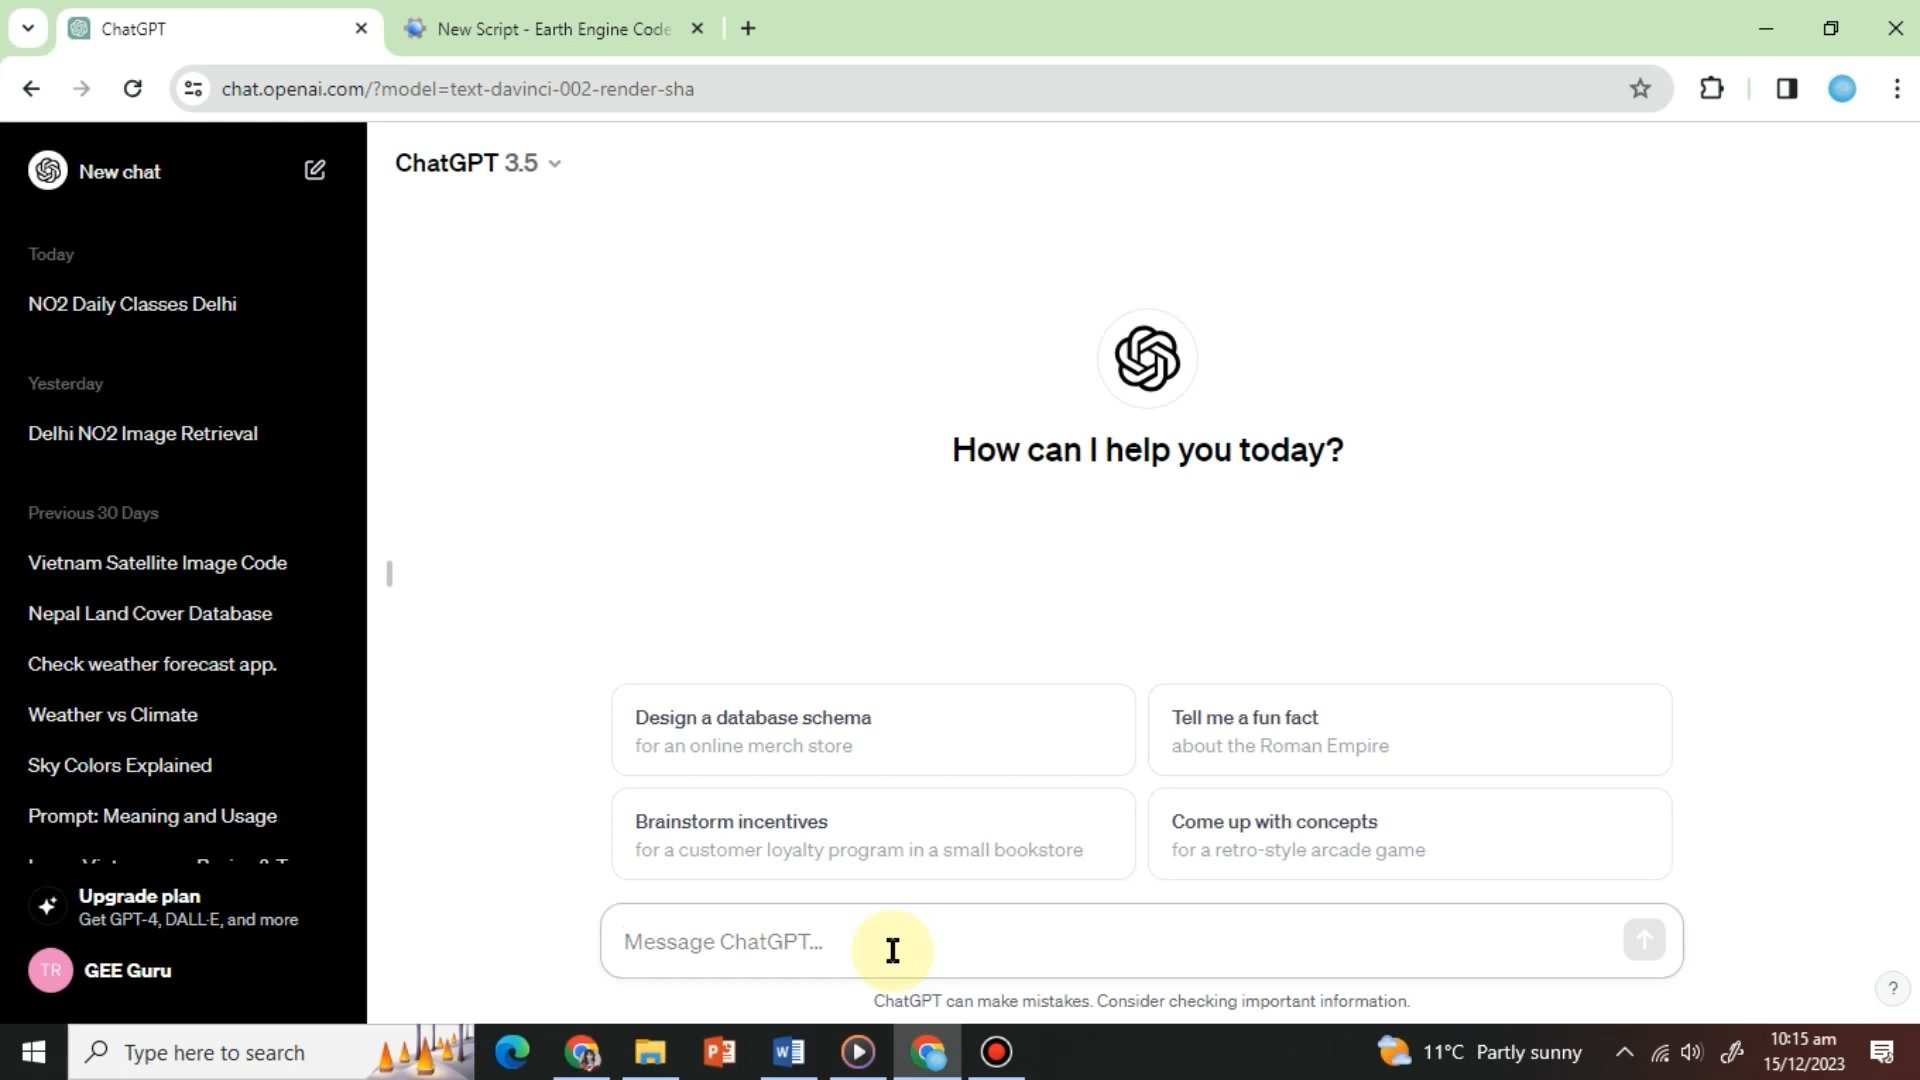 ChatGPT
New Script - Earth Engine Code
chat.openai.com/?model=text-davinci-002-render-sha
New chat
ChatGPT 3.5
Today
NO2 Daily Classes Delhi
Yesterday
Delhi NO2 Image Retrieval
Previous 30 Days
Vietnam Satellite Image Code
Nepal Land Cover Database
Check weather forecast app.
Weather vs Climate
Sky Colors Explained
Prompt: Meaning and Usage
Upgrade plan
Get GPT-4, DALL·E, and more
TR
GEE Guru
How can I help you today?
Design a database schema
for an online merch store
Tell me a fun fact
about the Roman Empire
Brainstorm incentives
for a customer loyalty program in a small bookstore
Come up with concepts
for a retro-style arcade game
Message ChatGPT...
ChatGPT can make mistakes. Consider checking important information.
?
Type here to search
11°C Partly sunny
10:15 am
15/12/2023